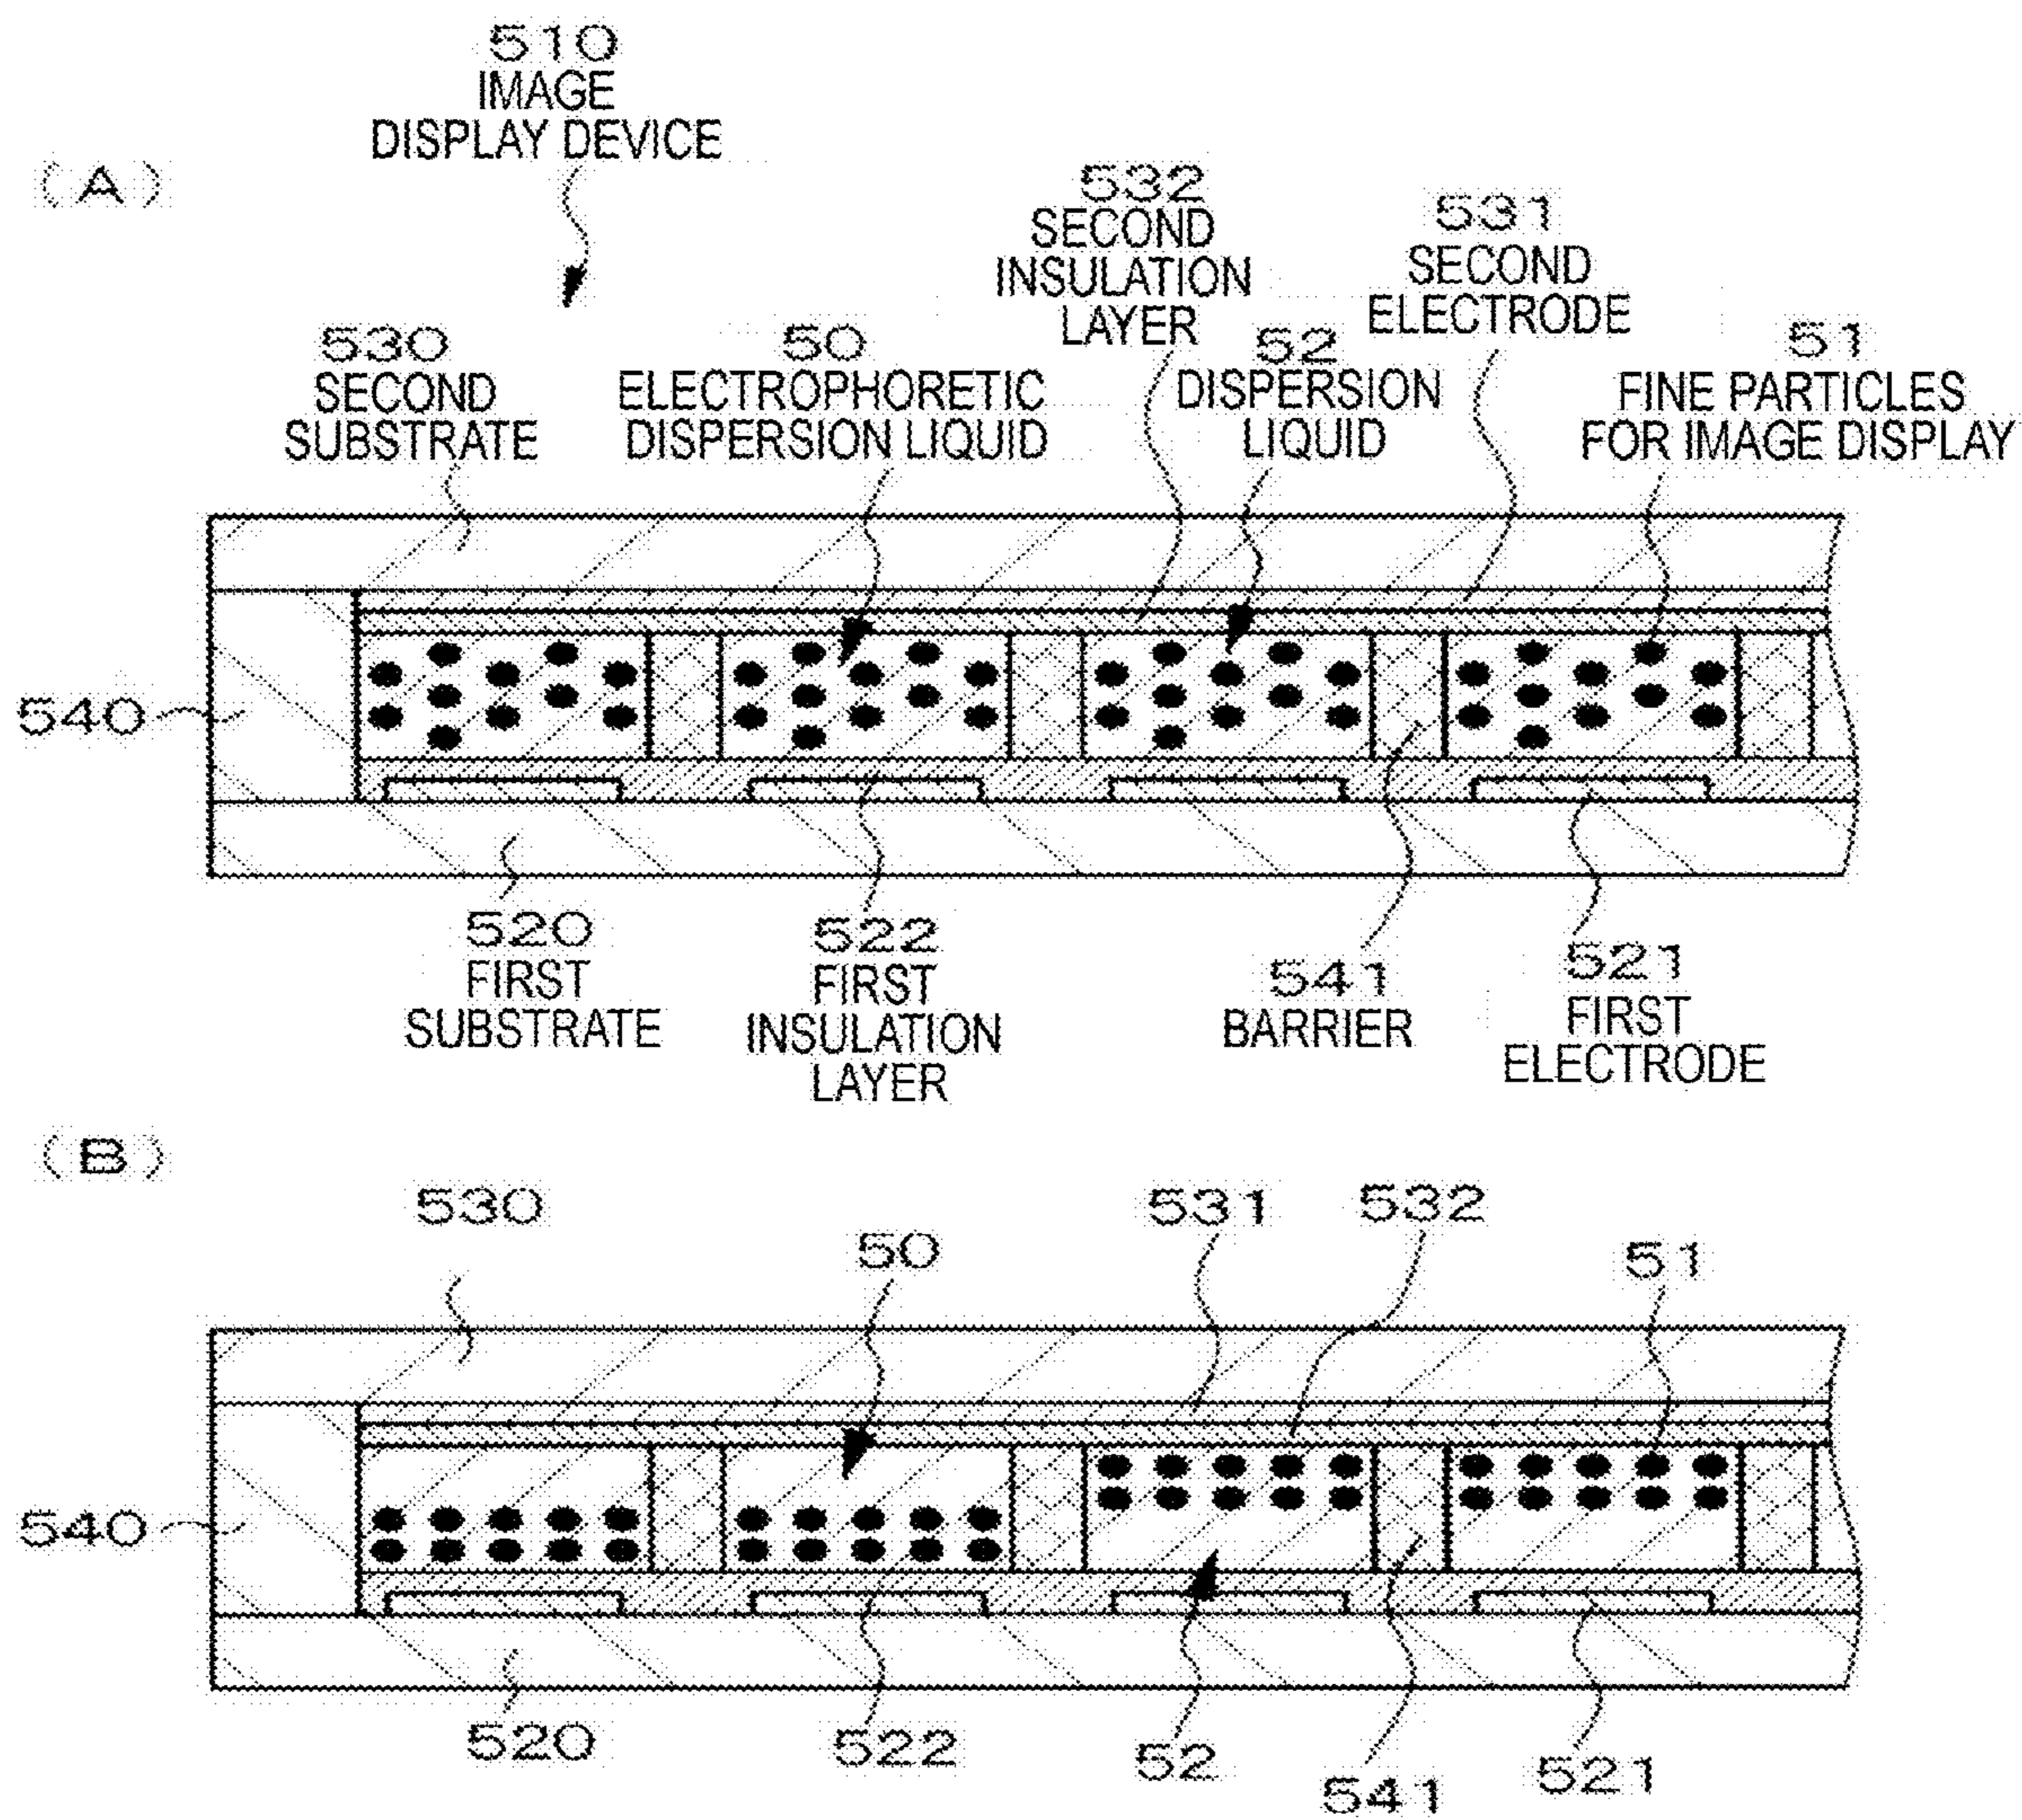 510
IMAGE
DISPLAY DEVICE
(A)
532
SECOND
INSULATION
LAYER
531
SECOND
ELECTRODE
530
SECOND
SUBSTRATE
50
ELECTROPHORETIC
DISPERSION LIQUID
52
DISPERSION
LIQUID
51
FINE PARTICLES
FOR IMAGE DISPLAY
540
520
FIRST
SUBSTRATE
522
FIRST
INSULATION
LAYER
541
BARRIER
521
FIRST
ELECTRODE
(B)
530
50
531
532
51
540
520
522
52
541
521